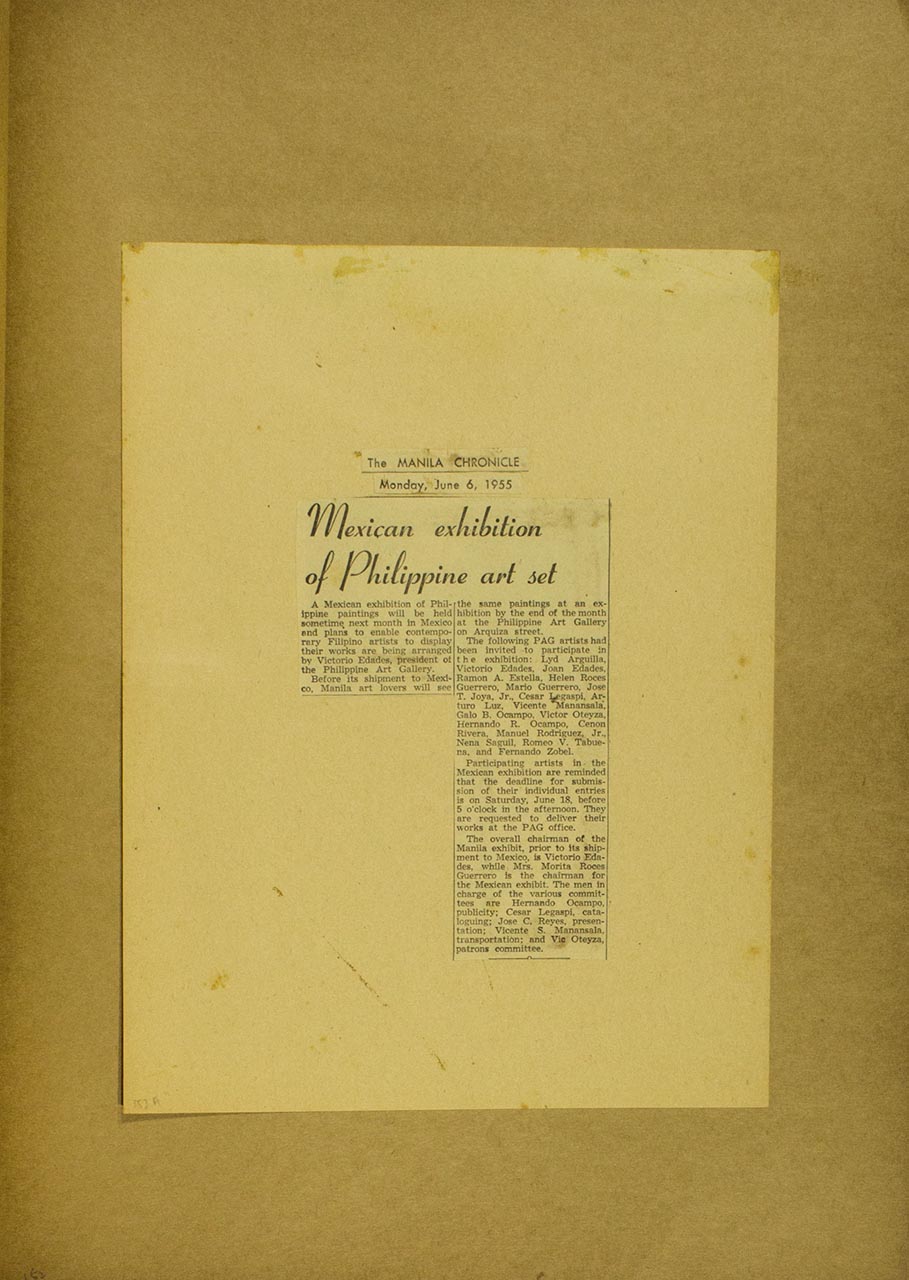 The MANILA CHRONICLE
Monday, June 6, 1955
Mexican exhibition
of Philippine art set
A Mexican exhibition of Phil-
ippine paintings will be held
sometime next month in Mexico
and plans to enable contempo-
rary Filipino artists to display
their works are being arranged
by Victorio Edades, president of
the Philippine Art Gallery.
Before its shipment to Mexi-
co, Manila art lovers will see
the same paintings at an ex-
hibition by the end of the month
at the Philippine Art Gallery
on Arquiza street.
The following PAG artists had
been invited to participate in
the exhibition: Lyd Arguilla,
Victorio Edades, Joan Edades,
Ramon A. Estella, Helen Roces
Guerrero, Mario Guerrero, Jose
T. Joya, Jr., Cesar Legaspi, Ar-
turo Luz, Vicente Manansala,
Galo B. Ocampo, Victor Oteyza,
Hernando R. Ocampo, Cenon
Rivera, Manuel Rodriguez, Jr.,
Nena Saguil, Romeo V. Tabue-
na, and Fernando Zobel.
Participating artists in the
Mexican exhibition are reminded
that the deadline for submis-
sion of their individual entries
is on Saturday, June 18, before
5 o'clock in the afternoon. They
are requested to deliver their
works at the PAG office.
The overall chairman of the
Manila exhibit, prior to its ship-
ment to Mexico, is Victorio Eda-
des, while Mrs. Morita Roces
Guerrero is the chairman for
the Mexican exhibit. The men in
charge of the various commit-
tees are Hernando Ocampo,
publicity; Cesar Legaspi, cata-
loguing; Jose C. Reyes, presen-
tation; Vicente S. Manansala,
transportation; and Vic Oteyza,
patrons committee.